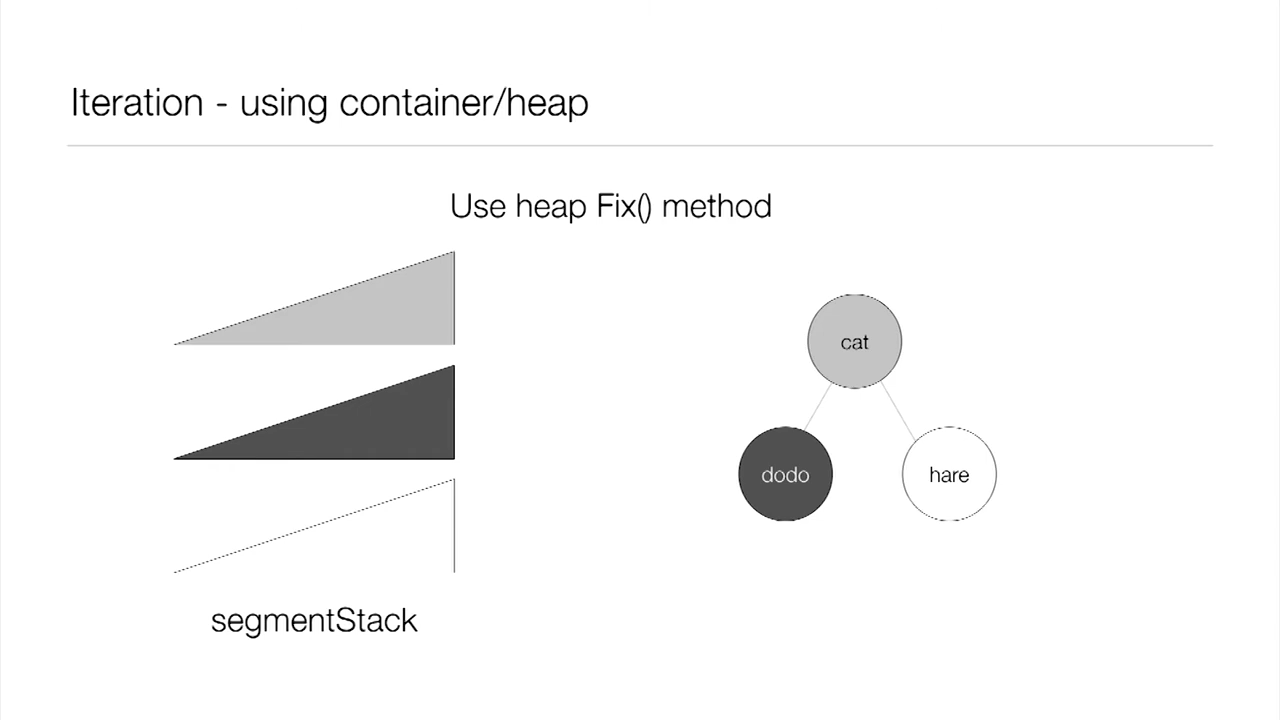 Iteration - using container/heap
Use heap Fix() method
cat
dodo
hare
segmentStack